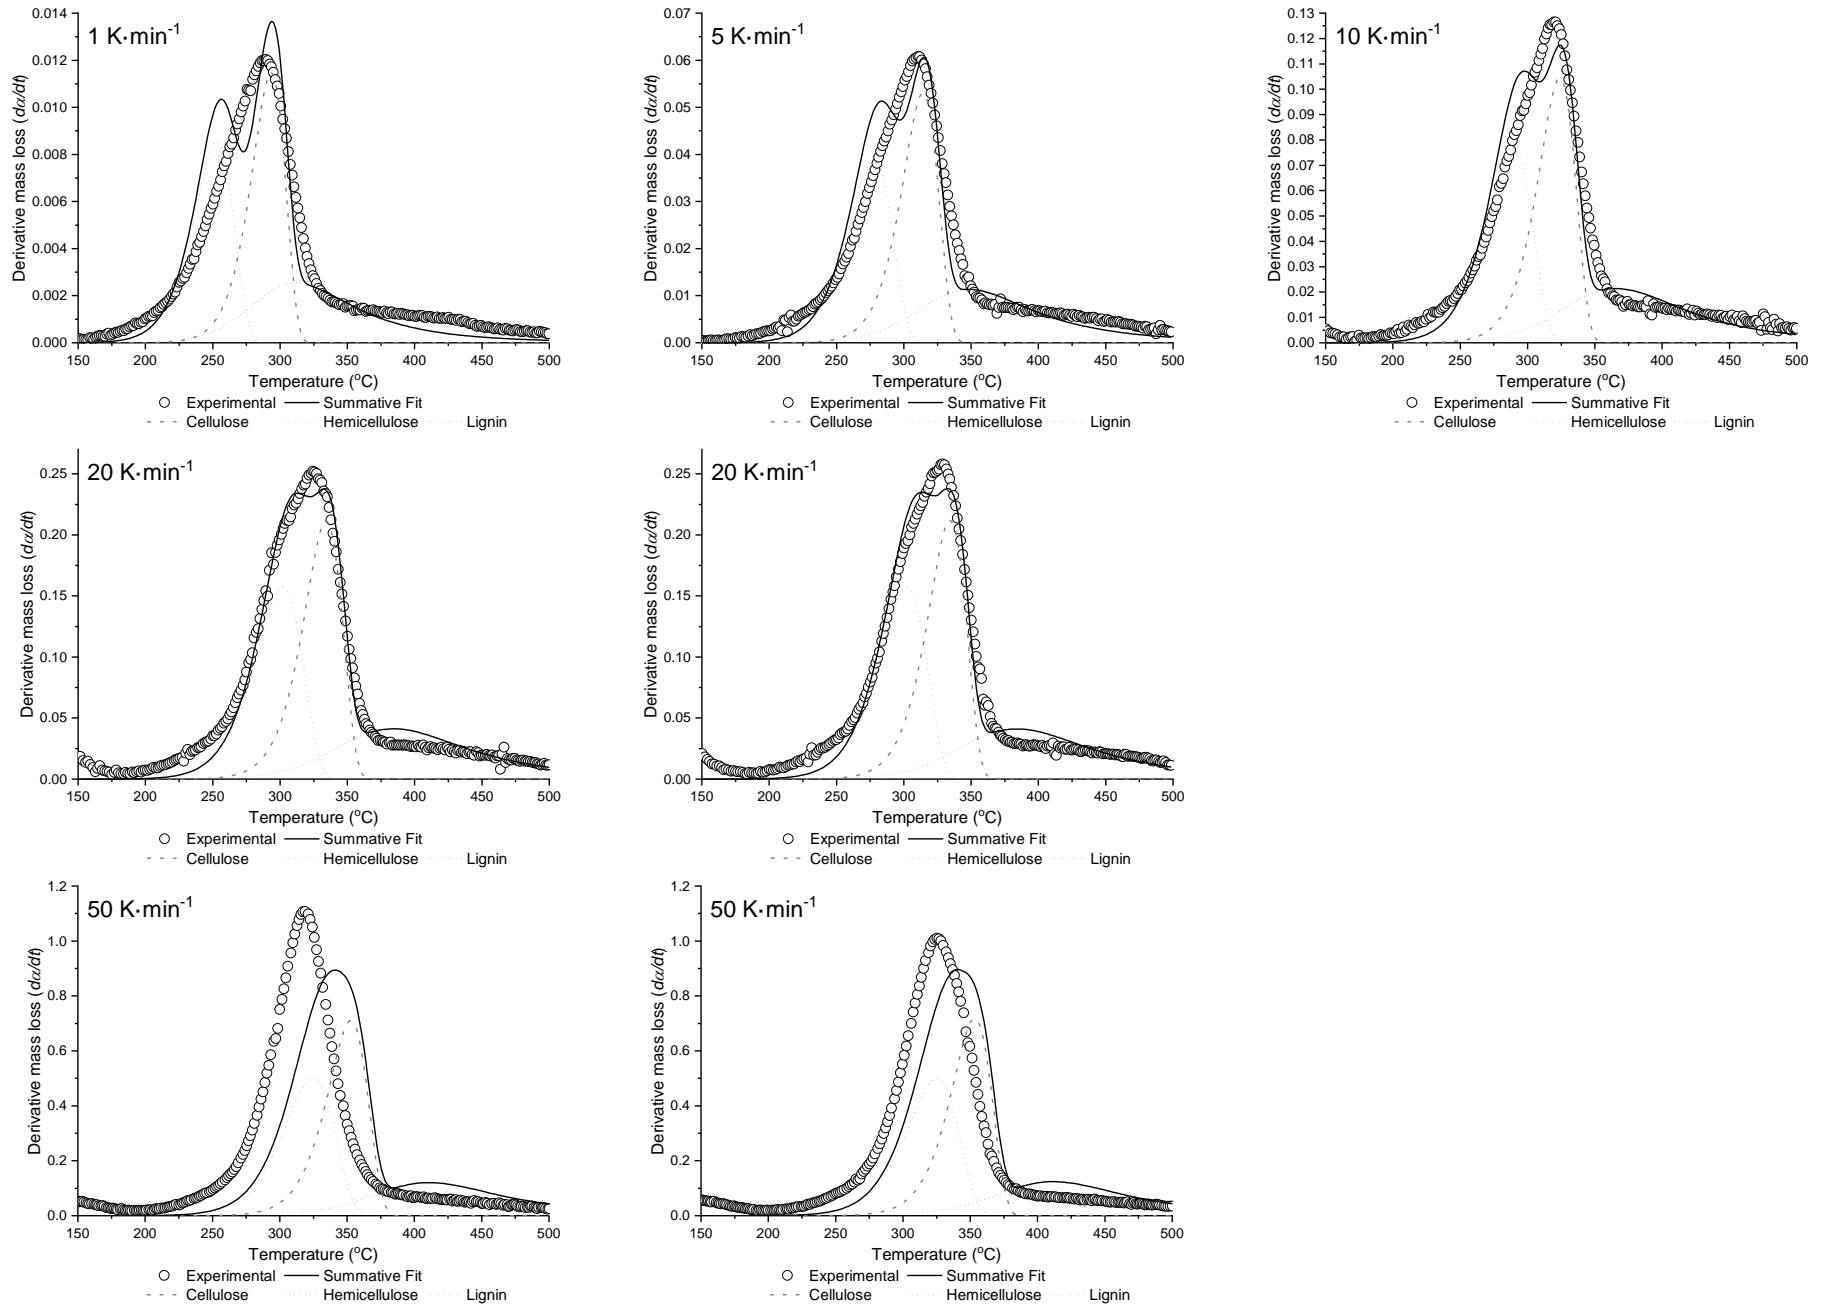 1 K·min⁻¹
Derivative mass loss (dα/dt)
0.014
0.012
0.010
0.008
0.006
0.004
0.002
0.000
150 200 250 300 350 400 450 500
Temperature (°C)
Experimental Summative Fit
Cellulose Hemicellulose Lignin
5 K·min⁻¹
Derivative mass loss (dα/dt)
0.07
0.06
0.05
0.04
0.03
0.02
0.01
0.00
150 200 250 300 350 400 450 500
Temperature (°C)
Experimental Summative Fit
Cellulose Hemicellulose Lignin
10 K·min⁻¹
Derivative mass loss (dα/dt)
0.13
0.12
0.11
0.10
0.09
0.08
0.07
0.06
0.05
0.04
0.03
0.02
0.01
0.00
150 200 250 300 350 400 450 500
Temperature (°C)
Experimental Summative Fit
Cellulose Hemicellulose Lignin
20 K·min⁻¹
Derivative mass loss (dα/dt)
0.25
0.20
0.15
0.10
0.05
0.00
150 200 250 300 350 400 450 500
Temperature (°C)
Experimental Summative Fit
Cellulose Hemicellulose Lignin
20 K·min⁻¹
Derivative mass loss (dα/dt)
0.25
0.20
0.15
0.10
0.05
0.00
150 200 250 300 350 400 450 500
Temperature (°C)
Experimental Summative Fit
Cellulose Hemicellulose Lignin
50 K·min⁻¹
Derivative mass loss (dα/dt)
1.2
1.0
0.8
0.6
0.4
0.2
0.0
150 200 250 300 350 400 450 500
Temperature (°C)
Experimental Summative Fit
Cellulose Hemicellulose Lignin
50 K·min⁻¹
Derivative mass loss (dα/dt)
1.2
1.0
0.8
0.6
0.4
0.2
0.0
150 200 250 300 350 400 450 500
Temperature (°C)
Experimental Summative Fit
Cellulose Hemicellulose Lignin